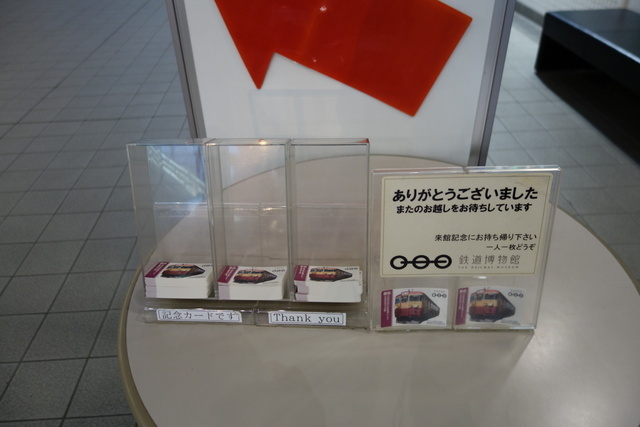 ありがとうございました
またのお越しをお待ちしています
来館記念にお持ち帰り下さい
一人一枚どうぞ
鉄道博物館
THE RAILWAY MUSEUM
記念カードです
Thank you